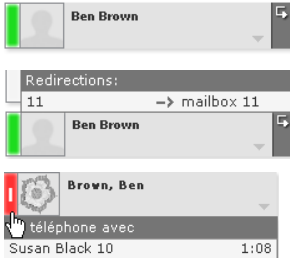 Ben Brown
Redirections:
11 –> mailbox 11
Ben Brown
Brown, Ben
téléphone avec
Susan Black 10 1:08